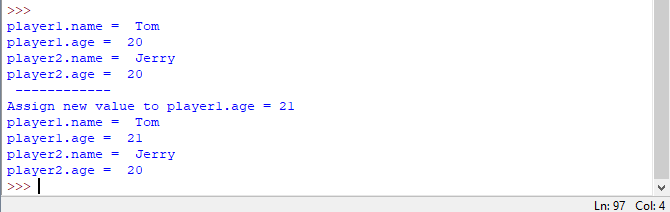 >>>
player1.name =  Tom
player1.age =  20
player2.name =  Jerry
player2.age =  20
 ------------
Assign new value to player1.age = 21
player1.name =  Tom
player1.age =  21
player2.name =  Jerry
player2.age =  20
>>>
Ln: 97 Col: 4